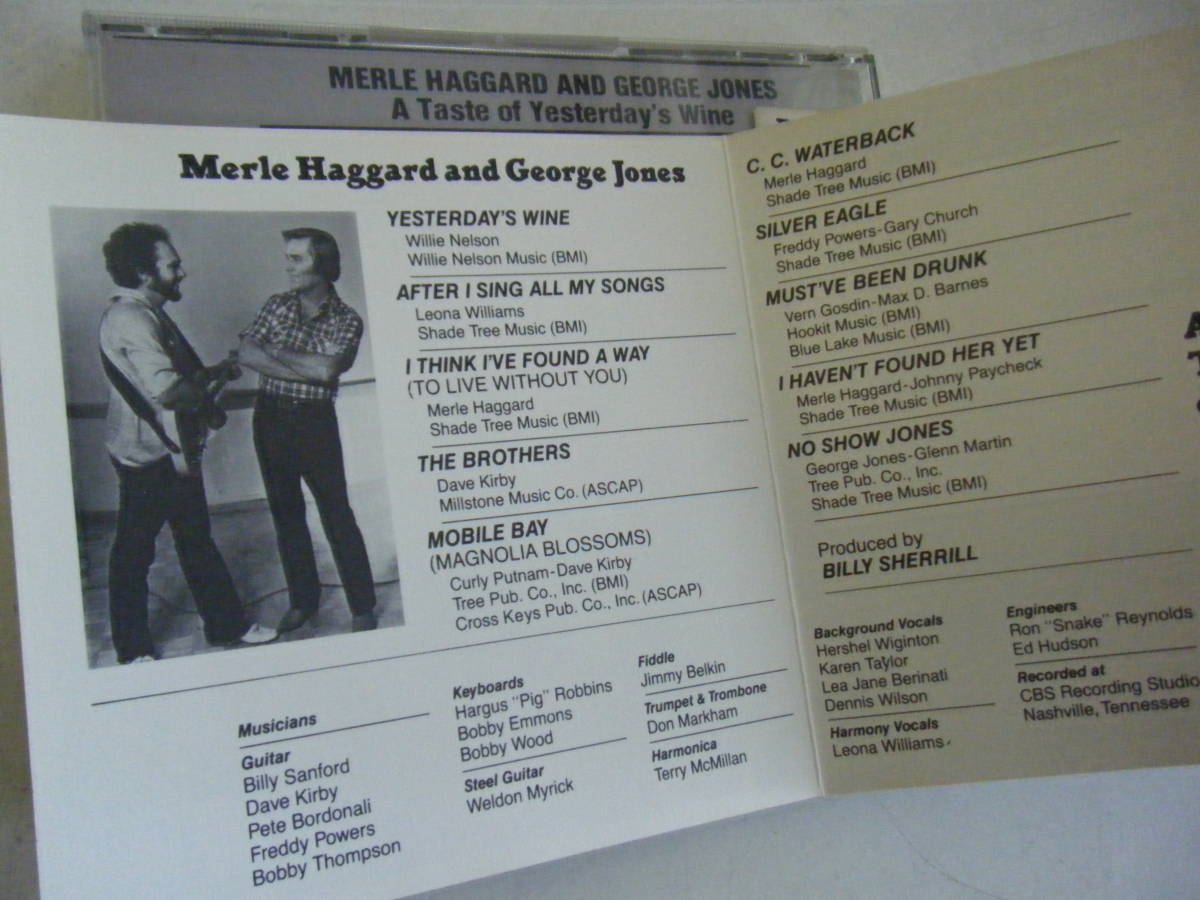 MERLE HAGGARD AND GEORGE JONES
A Taste of Yesterday's Wine
Merle Haggard and George Jones
YESTERDAY'S WINE
Willie Nelson
Willie Nelson Music (BMI)
AFTER I SING ALL MY SONGS
Leona Williams
Shade Tree Music (BMI)
I THINK I'VE FOUND A WAY
(TO LIVE WITHOUT YOU)
Merle Haggard
Shade Tree Music (BMI)
THE BROTHERS
Dave Kirby
Millstone Music Co. (ASCAP)
MOBILE BAY
(MAGNOLIA BLOSSOMS)
Curly Putnam-Dave Kirby
Tree Pub. Co., Inc. (BMI)
Cross Keys Pub. Co., Inc. (ASCAP)
Musicians
Guitar
Billy Sanford
Dave Kirby
Pete Bordonali
Freddy Powers
Bobby Thompson
Keyboards
Hargus "Pig" Robbins
Bobby Emmons
Bobby Wood
Steel Guitar
Weldon Myrick
Fiddle
Jimmy Belkin
Trumpet & Trombone
Don Markham
Harmonica
Terry McMillan
C. C. WATERBACK
Merle Haggard
Shade Tree Music (BMI)
SILVER EAGLE
Freddy Powers-Gary Church
Shade Tree Music (BMI)
MUST'VE BEEN DRUNK
Vern Gosdin-Max D. Barnes
Hookit Music (BMI)
Blue Lake Music (BMI)
I HAVEN'T FOUND HER YET
Merle Haggard-Johnny Paycheck
Shade Tree Music (BMI)
NO SHOW JONES
George Jones-Glenn Martin
Tree Pub. Co., Inc.
Shade Tree Music (BMI)
Produced by
BILLY SHERRILL
Background Vocals
Hershel Wiginton
Karen Taylor
Lea Jane Berinati
Dennis Wilson
Harmony Vocals
Leona Williams
Engineers
Ron "Snake" Reynolds
Ed Hudson
Recorded at
CBS Recording Studio
Nashville, Tennessee